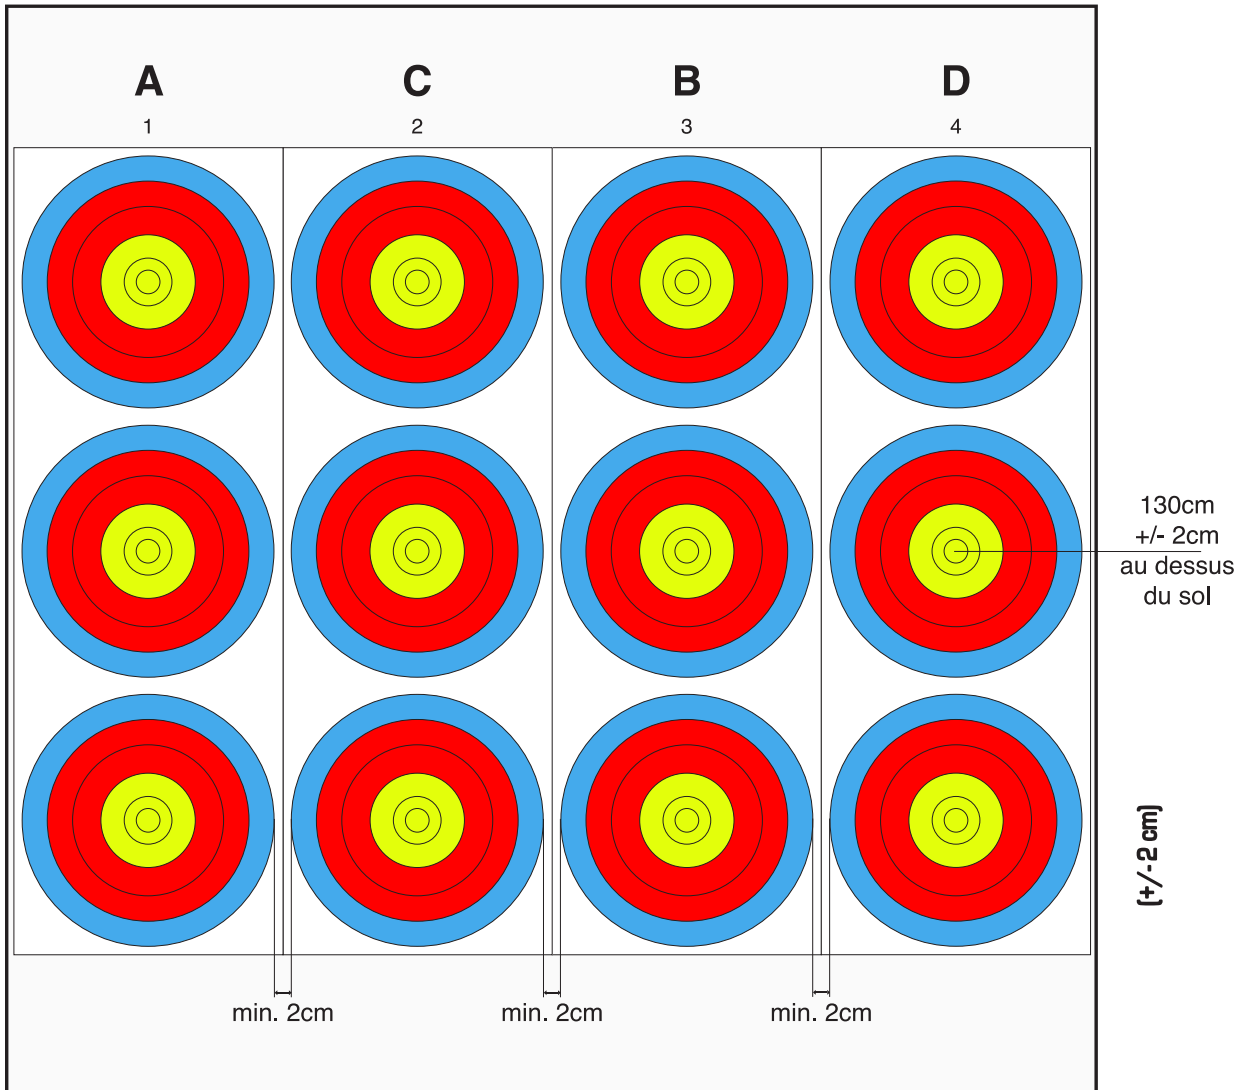 A C B D
1 2 3 4
130cm
+/- 2cm
au dessus
du sol
(+/-2 cm)
min. 2cm min. 2cm min. 2cm